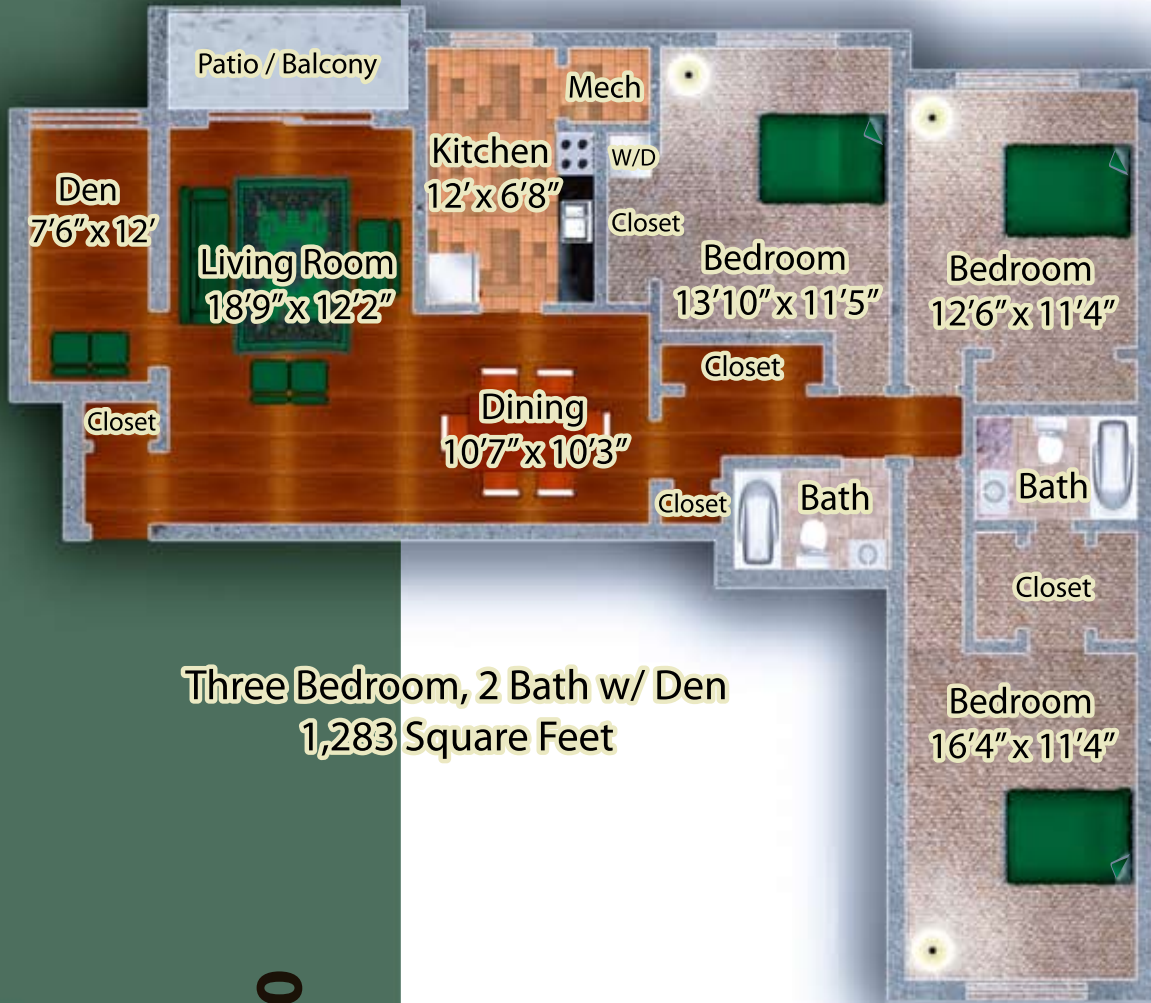 Patio / Balcony
Mech
Kitchen
12’ x 6’8”
W/D
Den
7’6” x 12’
Closet
Living Room
18’9” x 12’2”
Bedroom
13’10” x 11’5”
Bedroom
12’6” x 11’4”
Closet
Closet
Dining
10’7” x 10’3”
Closet
Bath
Bath
Closet
Three Bedroom, 2 Bath w/ Den
1,283 Square Feet
Bedroom
16’4” x 11’4”
0